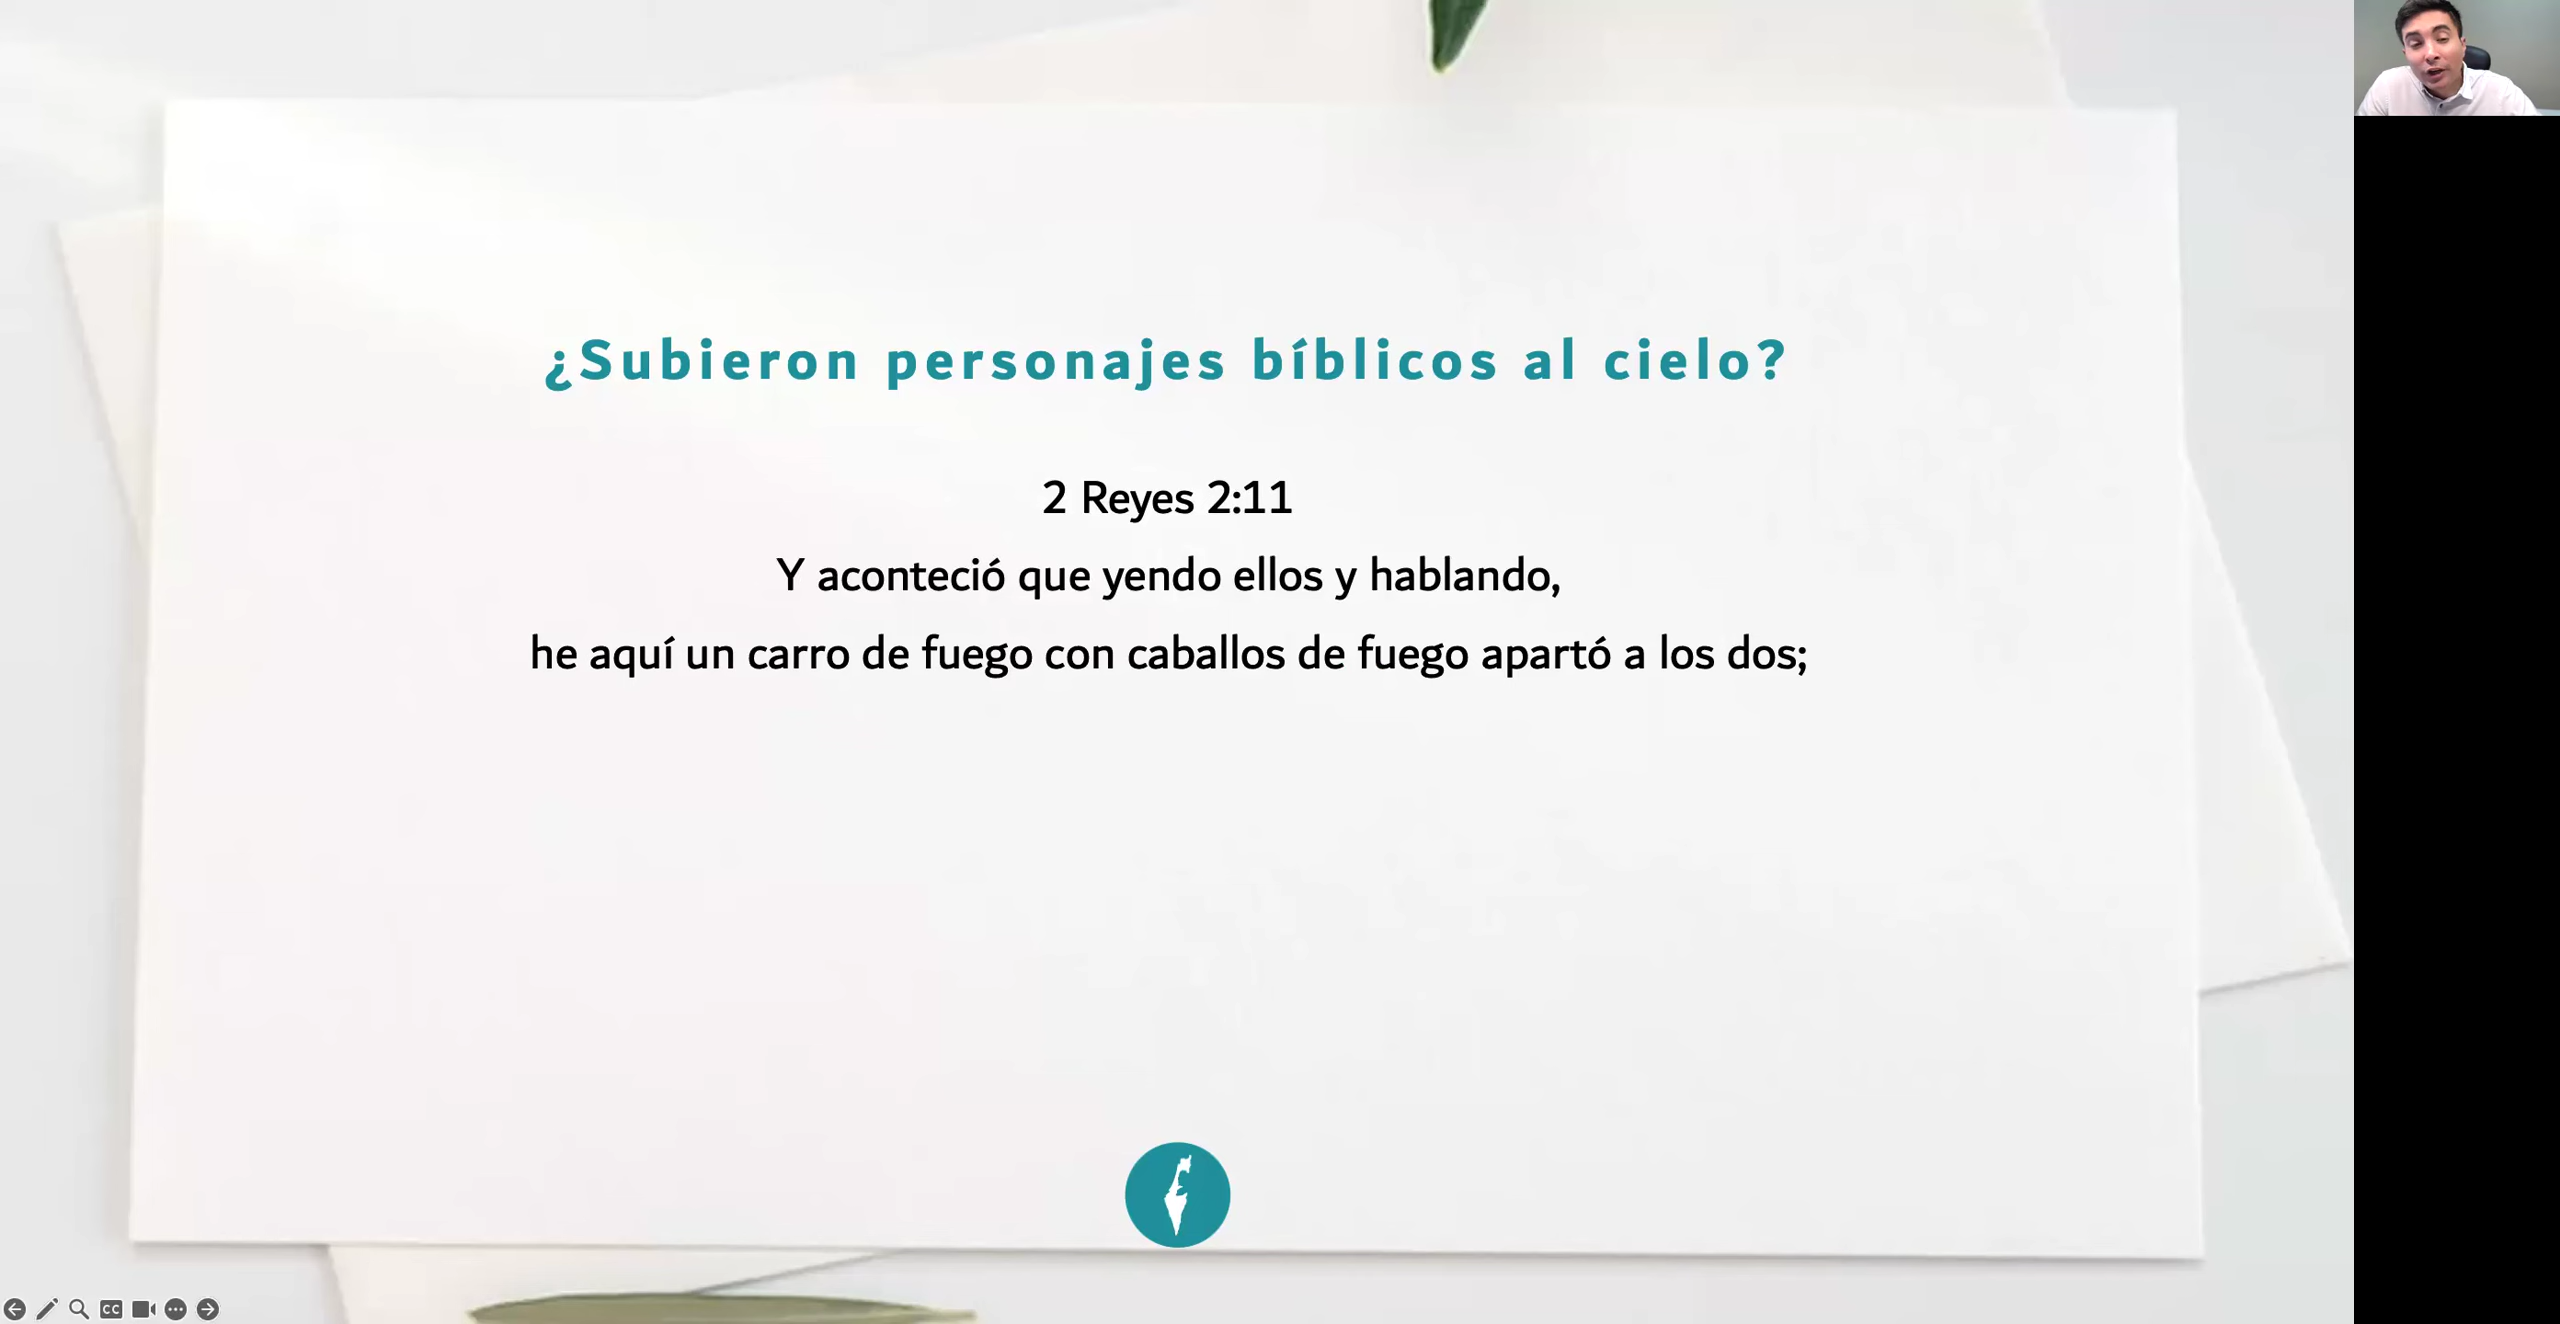 ¿Subieron personajes bíblicos al cielo?
2 Reyes 2:11
Y aconteció que yendo ellos y hablando,
he aquí un carro de fuego con caballos de fuego apartó a los dos;
CC